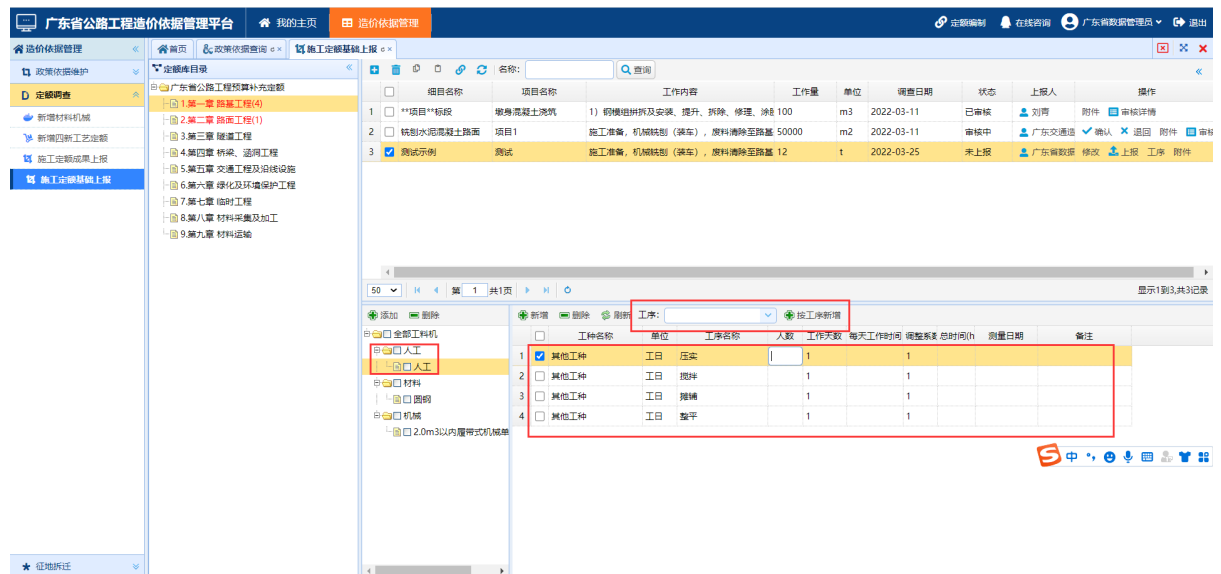 广东省公路工程造价依据管理平台 我的主页 造价依据管理 定额编制 在线咨询 广东省数据管理员 退出
造价依据管理 首页 政策依据查询 施工定额基础上报
政策依据维护
定额调查
新增材料机械
新增四新工艺定额
施工定额成果上报
施工定额基础上报
征地拆迁
定额库目录
广东省公路工程预算补充定额
1.第一章 路基工程(4)
2.第二章 路面工程(1)
3.第三章 隧道工程
4.第四章 桥梁、涵洞工程
5.第五章 交通工程及沿线设施
6.第六章 绿化及环境保护工程
7.第七章 临时工程
8.第八章 材料采集及加工
9.第九章 材料运输
名称: 查询
细目名称 项目名称 工作内容 工作量 单位 调查日期 状态 上报人 操作
1 **项目**标段 墩身混凝土浇筑 1）钢模组拼拆及安装、提升、拆除、修理、涂 100 m3 2022-03-11 已审核 刘青 附件 审核详情
2 铣刨水泥混凝土路面 项目1 施工准备，机械铣刨（装车），废料清除至路基 50000 m2 2022-03-11 审核中 广东交通造 确认 退回 附件 审核
3 测试示例 测试 施工准备，机械铣刨（装车），废料清除至路基 12 t 2022-03-25 未上报 广东省数据 修改 上报 工序 附件
50 第 1 共1页 显示1到3,共3记录
添加 删除
全部工料机
人工
人工
材料
圆钢
机械
2.0m3以内履带式机械单
新增 删除 刷新 工序: 按工序新增
工种名称 单位 工序名称 人数 工作天数 每天工作时间 调整系数 总时间(h 测量日期 备注
1 其他工种 工日 压实 1 1
2 其他工种 工日 搅拌 1 1
3 其他工种 工日 摊铺 1 1
4 其他工种 工日 整平 1 1
中